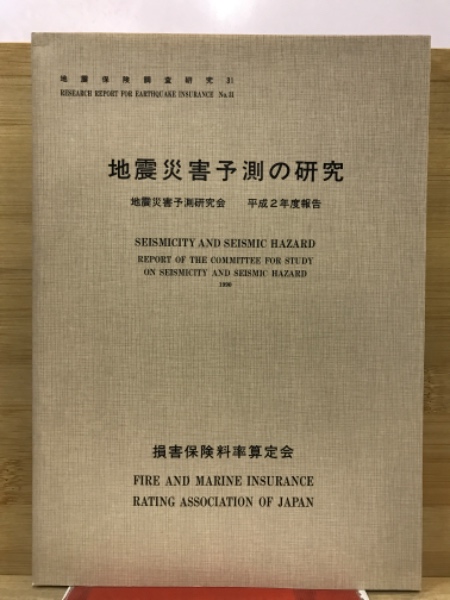 地震保険調査研究 31
RESEARCH REPORT FOR EARTHQUAKE INSURANCE No.31
地震災害予測の研究
地震災害予測研究会 平成2年度報告
SEISMICITY AND SEISMIC HAZARD
REPORT OF THE COMMITTEE FOR STUDY
ON SEISMICITY AND SEISMIC HAZARD
1990
損害保険料率算定会
FIRE AND MARINE INSURANCE
RATING ASSOCIATION OF JAPAN